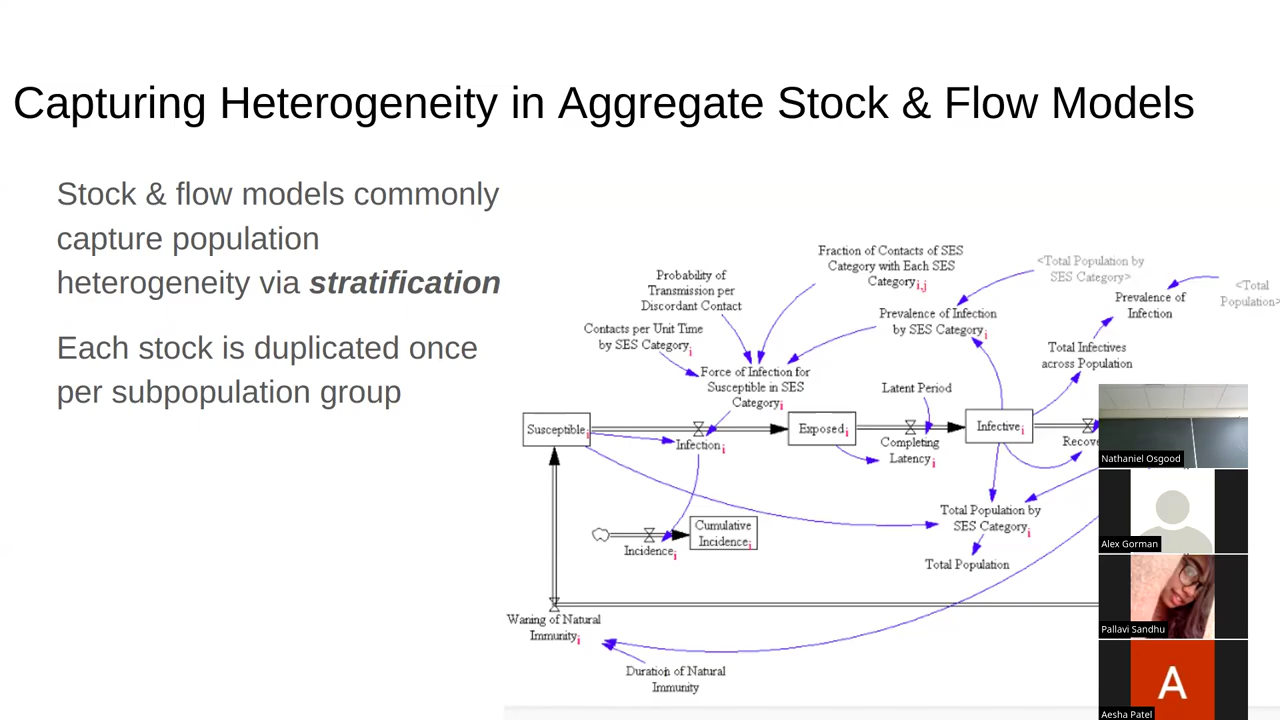 Capturing Heterogeneity in Aggregate Stock & Flow Models
Stock & flow models commonly
capture population
heterogeneity via stratification
Each stock is duplicated once
per subpopulation group
Fraction of Contacts of SES
Category with Each SES
Category i,j
<Total Population by
SES Category>
<Total
Population>
Probability of
Transmission per
Discordant Contact
Prevalence of
Infection
Contacts per Unit Time
by SES Category i
Prevalence of Infection
by SES Category i
Total Infectives
across Population
Force of Infection for
Susceptible in SES
Category i
Latent Period
Susceptible i
Infection i
Exposed i
Completing
Latency i
Infective i
Recove
Cumulative
Incidence i
Incidence i
Total Population by
SES Category i
Total Population
Waning of Natural
Immunity i
Duration of Natural
Immunity
Nathaniel Osgood
Alex Gorman
Pallavi Sandhu
A
Aesha Patel